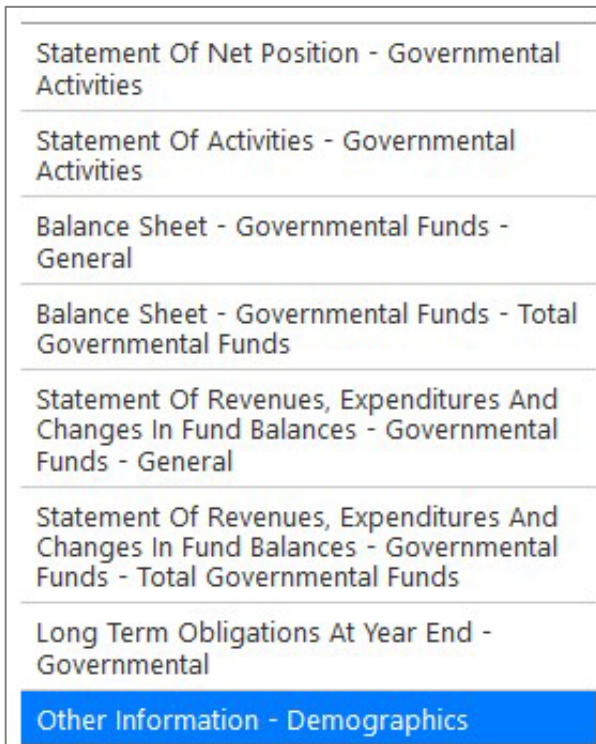 Statement Of Net Position - Governmental
Activities
Statement Of Activities - Governmental
Activities
Balance Sheet - Governmental Funds -
General
Balance Sheet - Governmental Funds - Total
Governmental Funds
Statement Of Revenues, Expenditures And
Changes In Fund Balances - Governmental
Funds - General
Statement Of Revenues, Expenditures And
Changes In Fund Balances - Governmental
Funds - Total Governmental Funds
Long Term Obligations At Year End -
Governmental
Other Information - Demographics